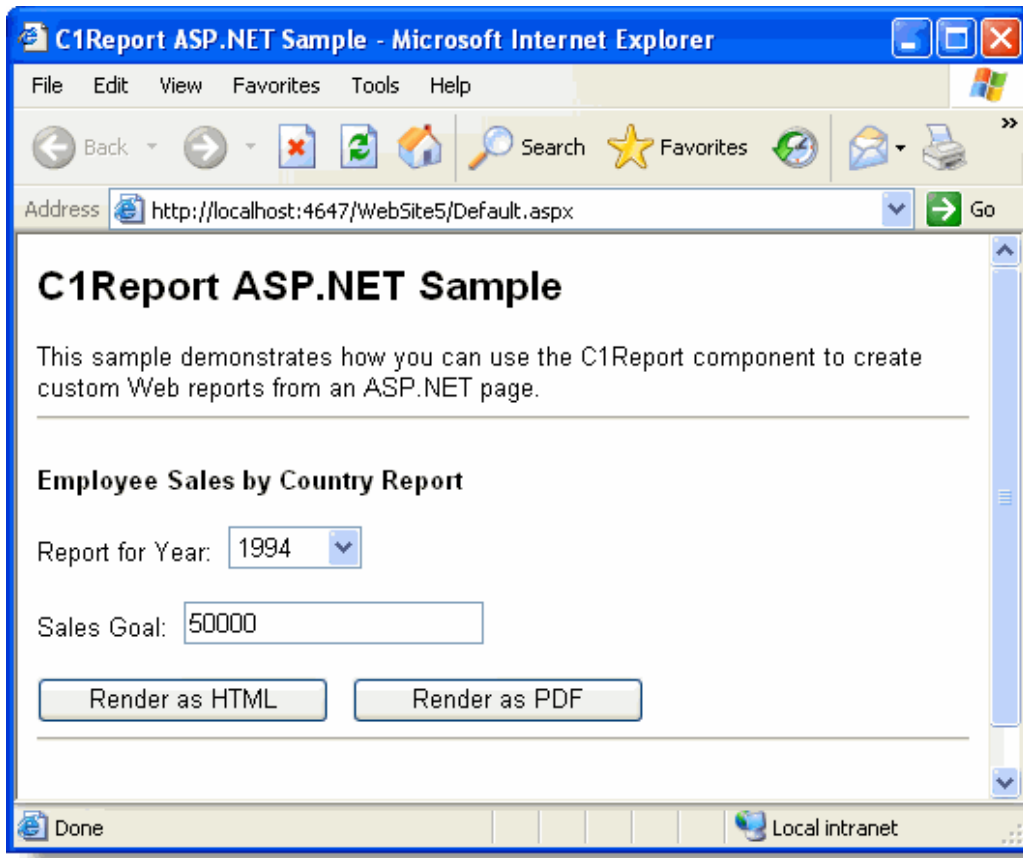 C1Report ASP.NET Sample - Microsoft Internet Explorer
File Edit View Favorites Tools Help
Back Search Favorites »
Address http://localhost:4647/WebSite5/Default.aspx Go
C1Report ASP.NET Sample
This sample demonstrates how you can use the C1Report component to create
custom Web reports from an ASP.NET page.
Employee Sales by Country Report
Report for Year: 1994
Sales Goal: 50000
Render as HTML Render as PDF
Done Local intranet